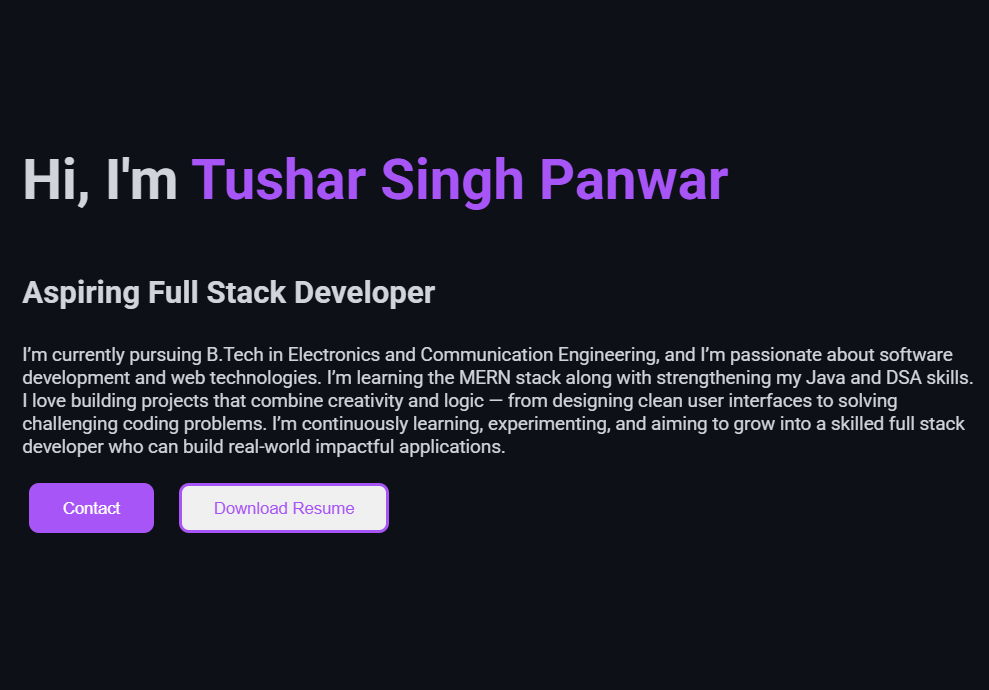 Hi, I'm Tushar Singh Panwar
Aspiring Full Stack Developer
I’m currently pursuing B.Tech in Electronics and Communication Engineering, and I’m passionate about software
development and web technologies. I’m learning the MERN stack along with strengthening my Java and DSA skills.
I love building projects that combine creativity and logic — from designing clean user interfaces to solving
challenging coding problems. I’m continuously learning, experimenting, and aiming to grow into a skilled full stack
developer who can build real-world impactful applications.
Contact
Download Resume